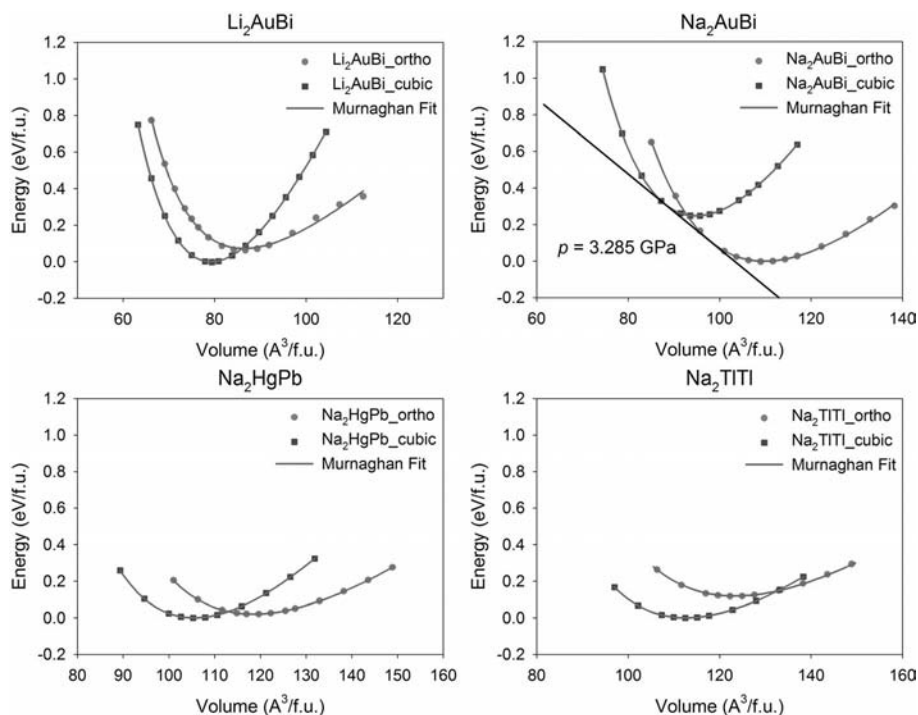 Li₂AuBi
1.2
1.0
0.8
0.6
0.4
0.2
0.0
-0.2
Energy (eV/f.u.)
Li₂AuBi_ortho
Li₂AuBi_cubic
Murnaghan Fit
60
80
100
120
Volume (A³/f.u.)
Na₂AuBi
1.2
1.0
0.8
0.6
0.4
0.2
0.0
-0.2
Energy (eV/f.u.)
Na₂AuBi_ortho
Na₂AuBi_cubic
Murnaghan Fit
p = 3.285 GPa
60
80
100
120
140
Volume (A³/f.u.)
Na₂HgPb
1.2
1.0
0.8
0.6
0.4
0.2
0.0
-0.2
Energy (eV/f.u.)
Na₂HgPb_ortho
Na₂HgPb_cubic
Murnaghan Fit
80
90
100
110
120
130
140
150
160
Volume (A³/f.u.)
Na₂TlTl
1.2
1.0
0.8
0.6
0.4
0.2
0.0
-0.2
Energy (eV/f.u.)
Na₂TlTl_ortho
Na₂TlTl_cubic
Murnaghan Fit
80
100
120
140
160
Volume (A³/f.u.)